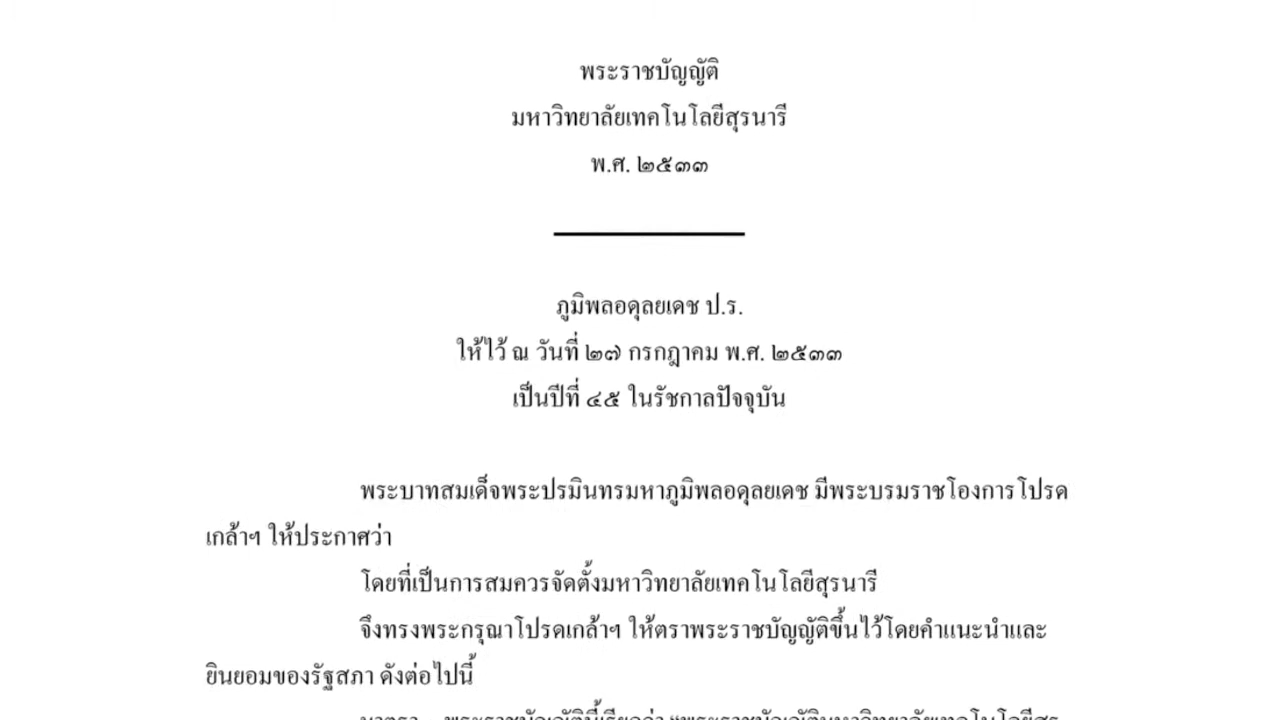 พระราชบัญญัติ
มหาวิทยาลัยเทคโนโลยีสุรนารี
พ.ศ. ๒๕๓๓
ภูมิพลอดุลยเดช ป.ร.
ให้ไว้ ณ วันที่ ๒๗ กรกฎาคม พ.ศ. ๒๕๓๓
เป็นปีที่ ๔๕ ในรัชกาลปัจจุบัน
พระบาทสมเด็จพระปรมินทรมหาภูมิพลอดุลยเดช มีพระบรมราชโองการโปรด
เกล้าฯ ให้ประกาศว่า
โดยที่เป็นการสมควรจัดตั้งมหาวิทยาลัยเทคโนโลยีสุรนารี
จึงทรงพระกรุณาโปรดเกล้าฯ ให้ตราพระราชบัญญัติขึ้นไว้โดยคำแนะนำและ
ยินยอมของรัฐสภา ดังต่อไปนี้